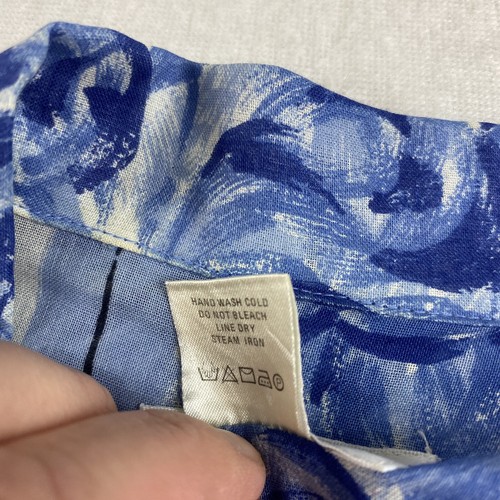 HAND WASH COLD
DO NOT BLEACH
LINE DRY
STEAM IRON